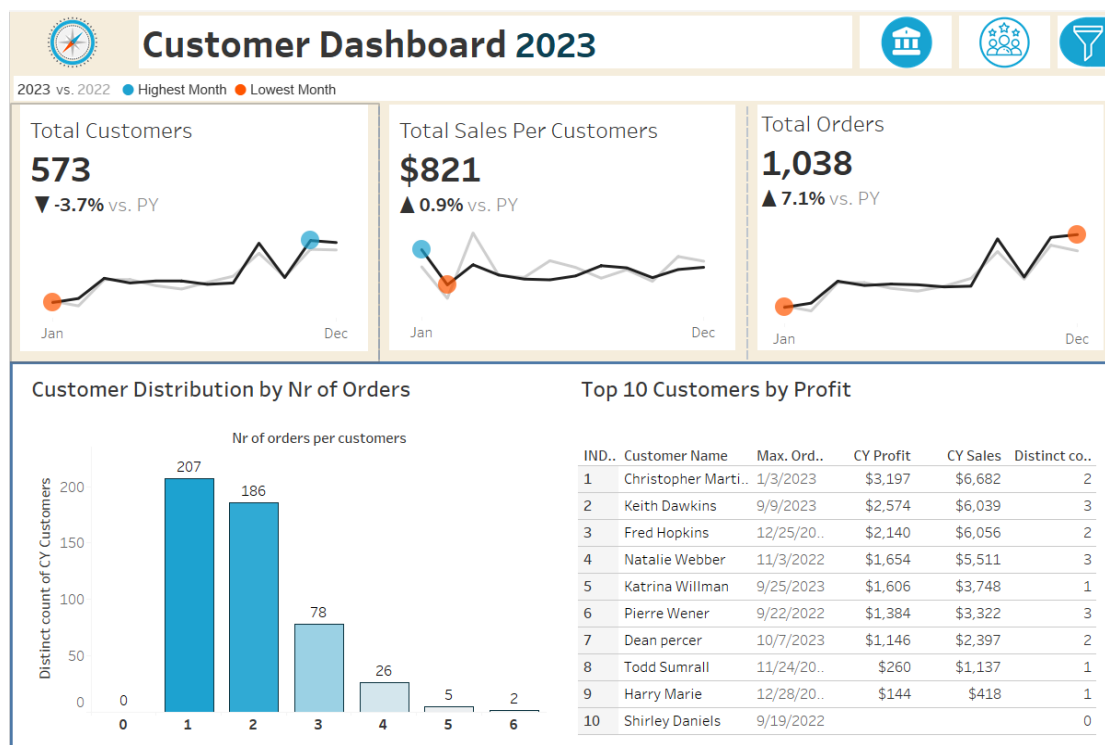 Customer Dashboard 2023
2023 vs. 2022 Highest Month Lowest Month
Total Customers
573
▼ -3.7% vs. PY
Jan Dec
Total Sales Per Customers
$821
▲ 0.9% vs. PY
Jan Dec
Total Orders
1,038
▲ 7.1% vs. PY
Jan Dec
Customer Distribution by Nr of Orders
Nr of orders per customers
Distinct count of CY Customers
200
150
100
50
0
0 207 186 78 26 5 2
0 1 2 3 4 5 6
Top 10 Customers by Profit
IND.. Customer Name Max. Ord.. CY Profit CY Sales Distinct co..
1 Christopher Marti.. 1/3/2023 $3,197 $6,682 2
2 Keith Dawkins 9/9/2023 $2,574 $6,039 3
3 Fred Hopkins 12/25/20.. $2,140 $6,056 2
4 Natalie Webber 11/3/2022 $1,654 $5,511 3
5 Katrina Willman 9/25/2023 $1,606 $3,748 1
6 Pierre Wener 9/22/2022 $1,384 $3,322 3
7 Dean percer 10/7/2023 $1,146 $2,397 2
8 Todd Sumrall 11/24/20.. $260 $1,137 1
9 Harry Marie 12/28/20.. $144 $418 1
10 Shirley Daniels 9/19/2022 0